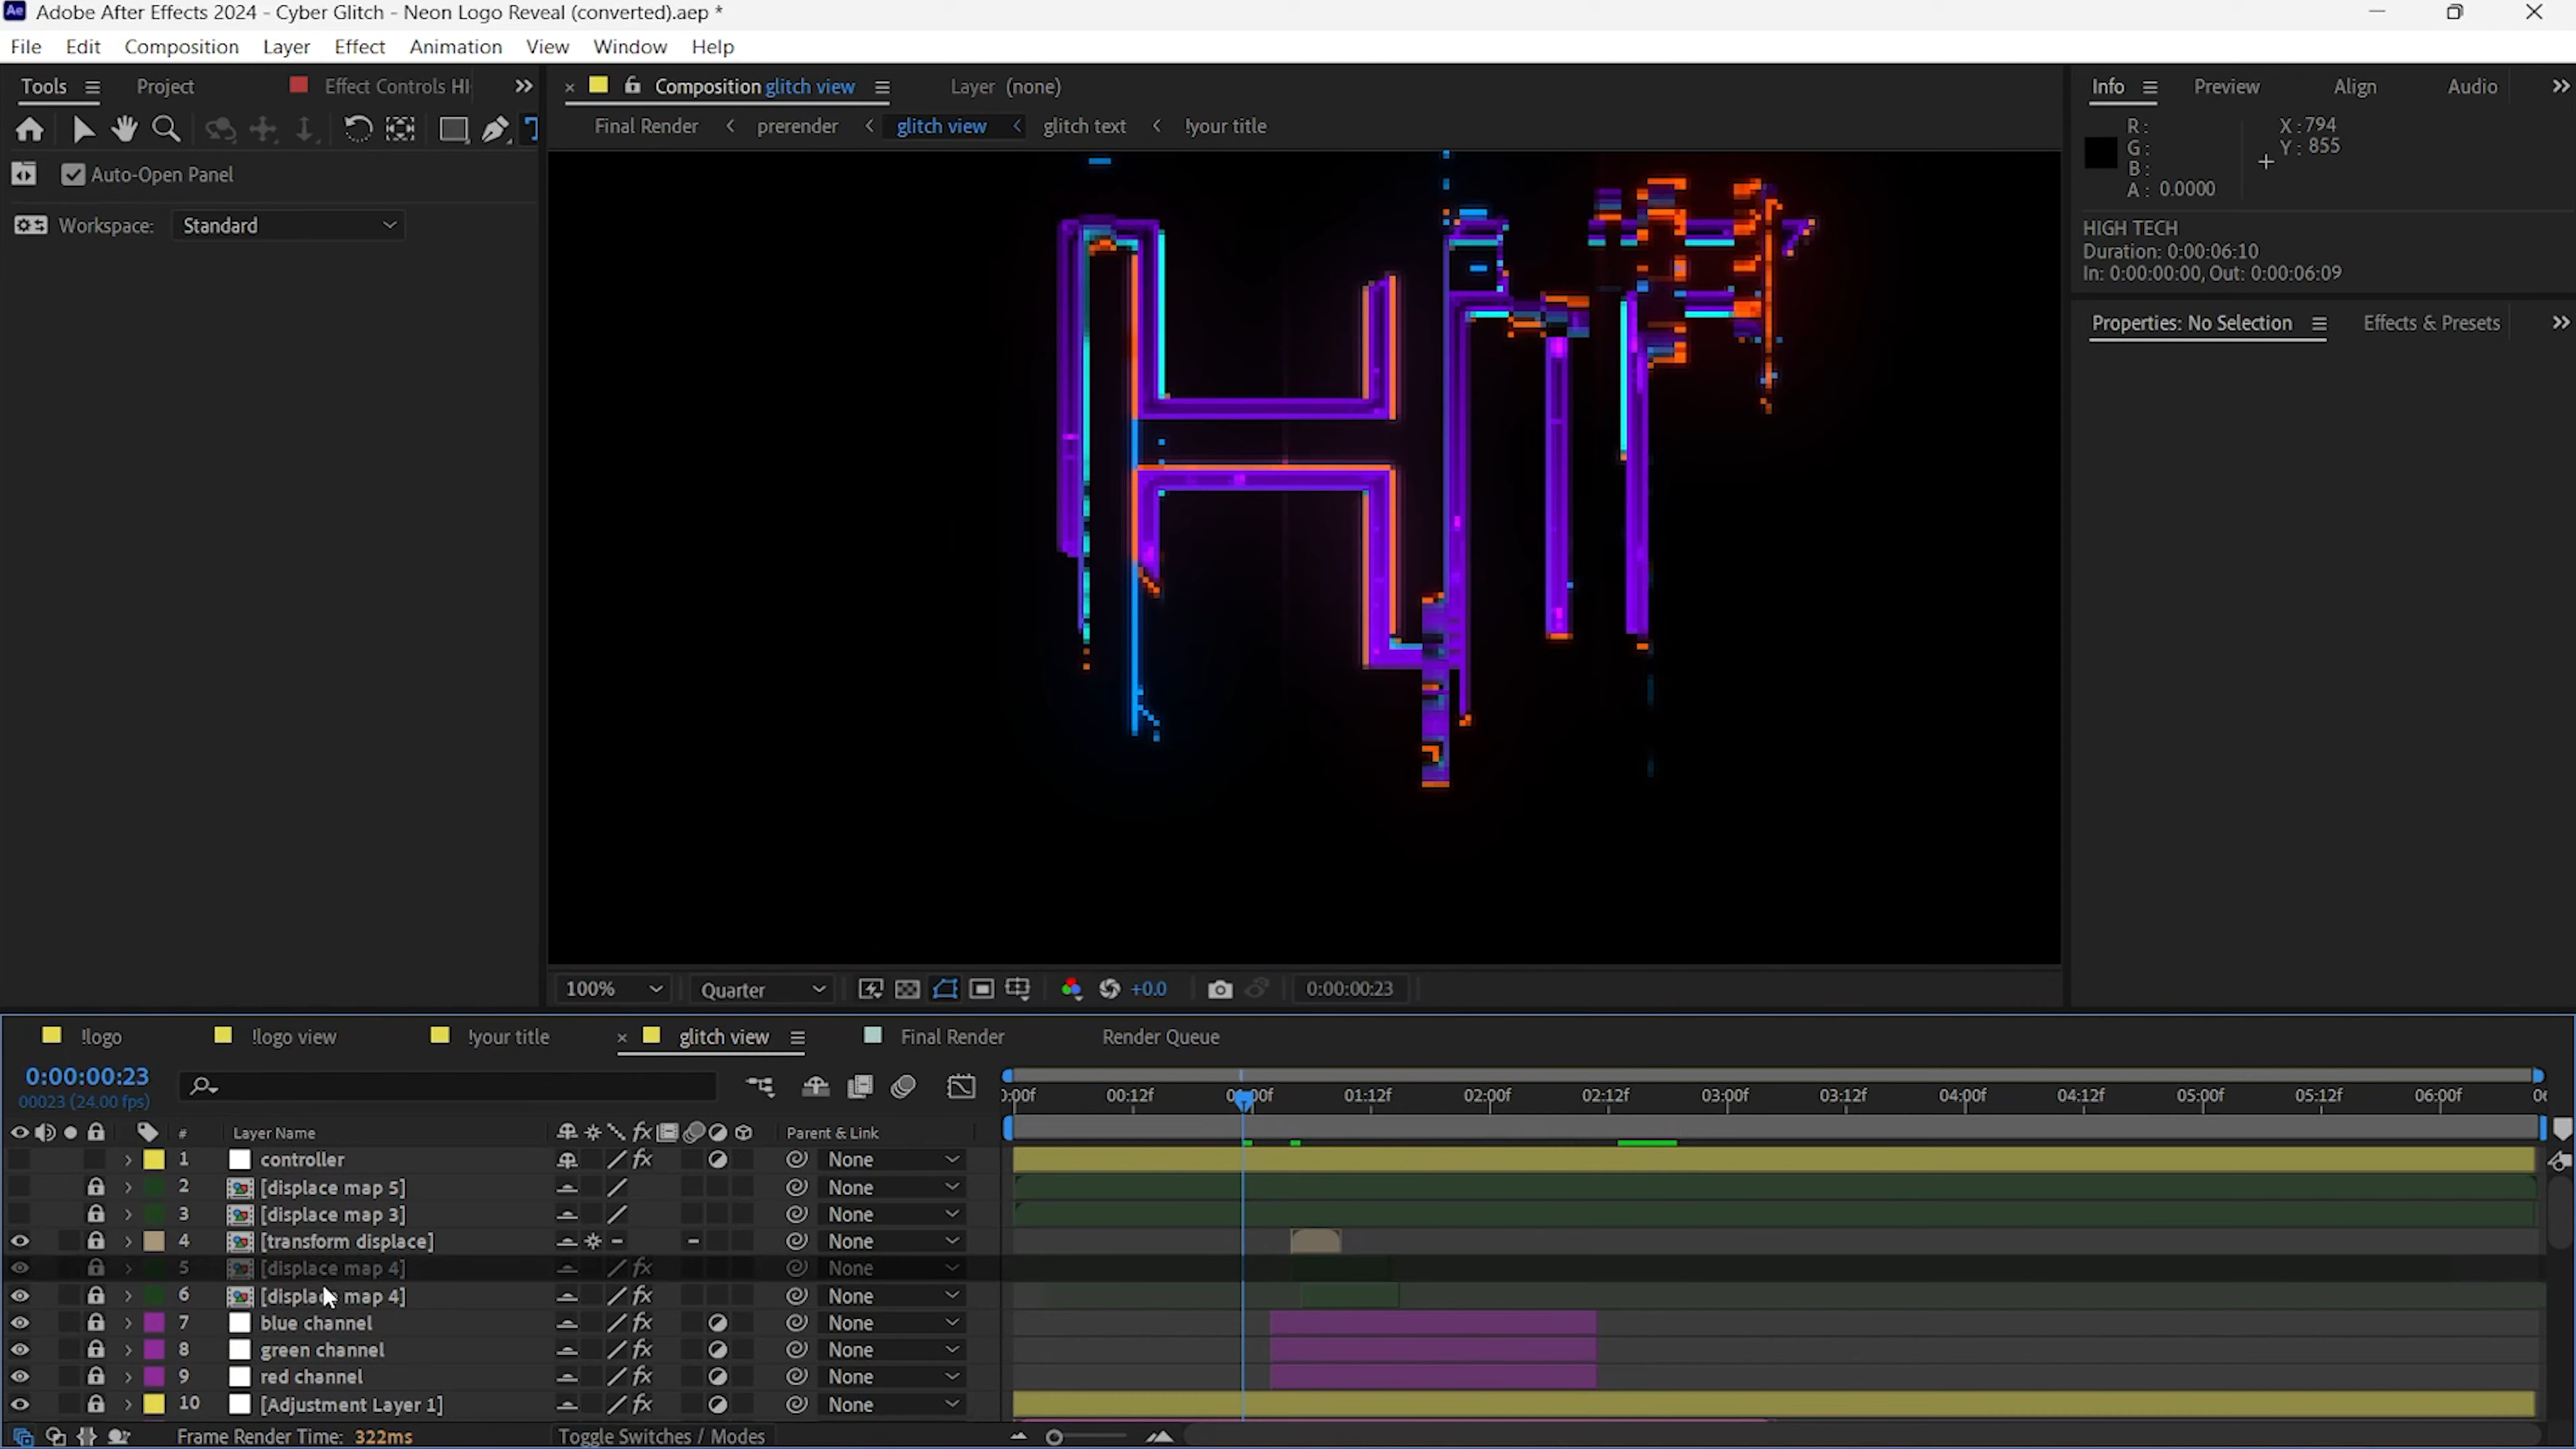 Ae Adobe After Effects 2024 - Cyber Glitch - Neon Logo Reveal (converted).aep *
File Edit Composition Layer Effect Animation View Window Help
Tools Project Effect Controls HI
Composition glitch view Layer (none)
Info Preview Align Audio
Final Render prerender glitch view glitch text !your title
Auto-Open Panel
Workspace: Standard
R:
G:
B:
A: 0.0000
X: 794
Y: 855
HIGH TECH
Duration: 0:00:06:10
In: 0:00:00:00, Out: 0:00:06:09
Properties: No Selection Effects & Presets
100% Quarter +0.0 0:00:00:23
!logo !logo view !your title glitch view Final Render Render Queue
0:00:00:23
00023 (24.00 fps)
00:12f 01:12f 02:00f 02:12f 03:00f 03:12f 04:00f 04:12f 05:00f 05:12f 06:00f
# Layer Name fx Parent & Link
1 controller fx None
2 [displace map 5] None
3 [displace map 3] None
4 [transform displace] None
5 [displace map 4] fx None
6 [displace map 4] fx None
7 blue channel fx None
8 green channel fx None
9 red channel fx None
10 [Adjustment Layer 1] fx None
Frame Render Time: 322ms Toggle Switches / Modes